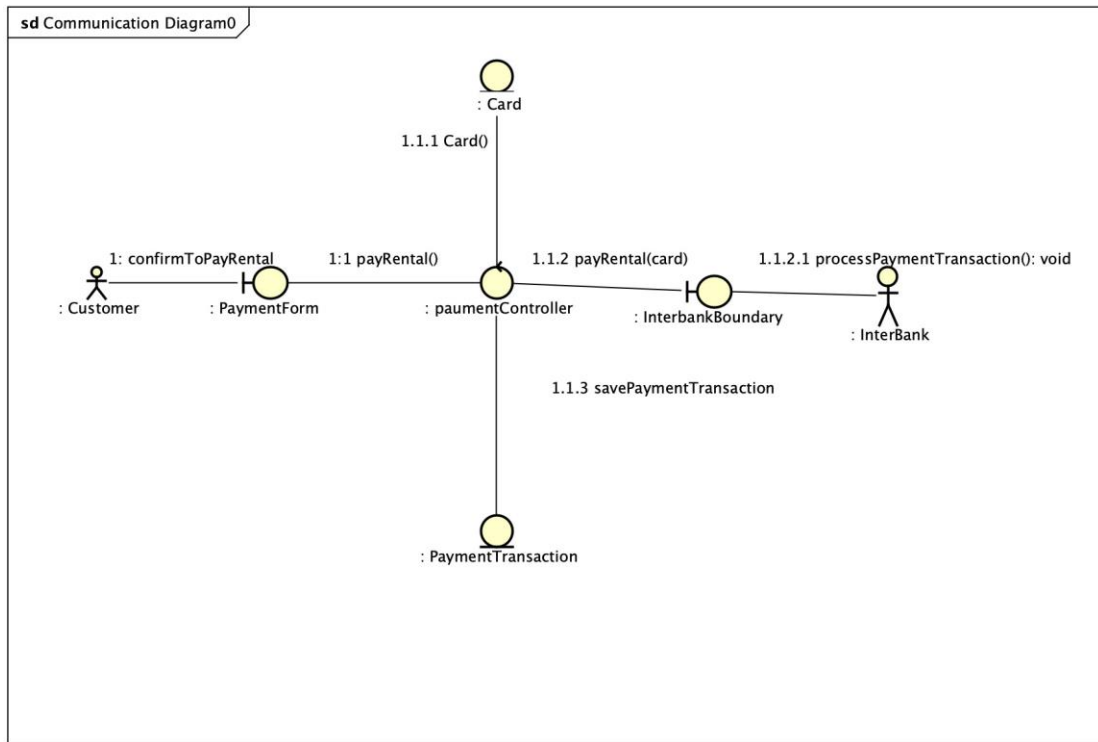 sd Communication Diagram0
: Card
1.1.1 Card()
1: confirmToPayRental
1:1 payRental()
1.1.2 payRental(card)
1.1.2.1 processPaymentTransaction(): void
: Customer
: PaymentForm
: paumentController
: InterbankBoundary
: InterBank
1.1.3 savePaymentTransaction
: PaymentTransaction